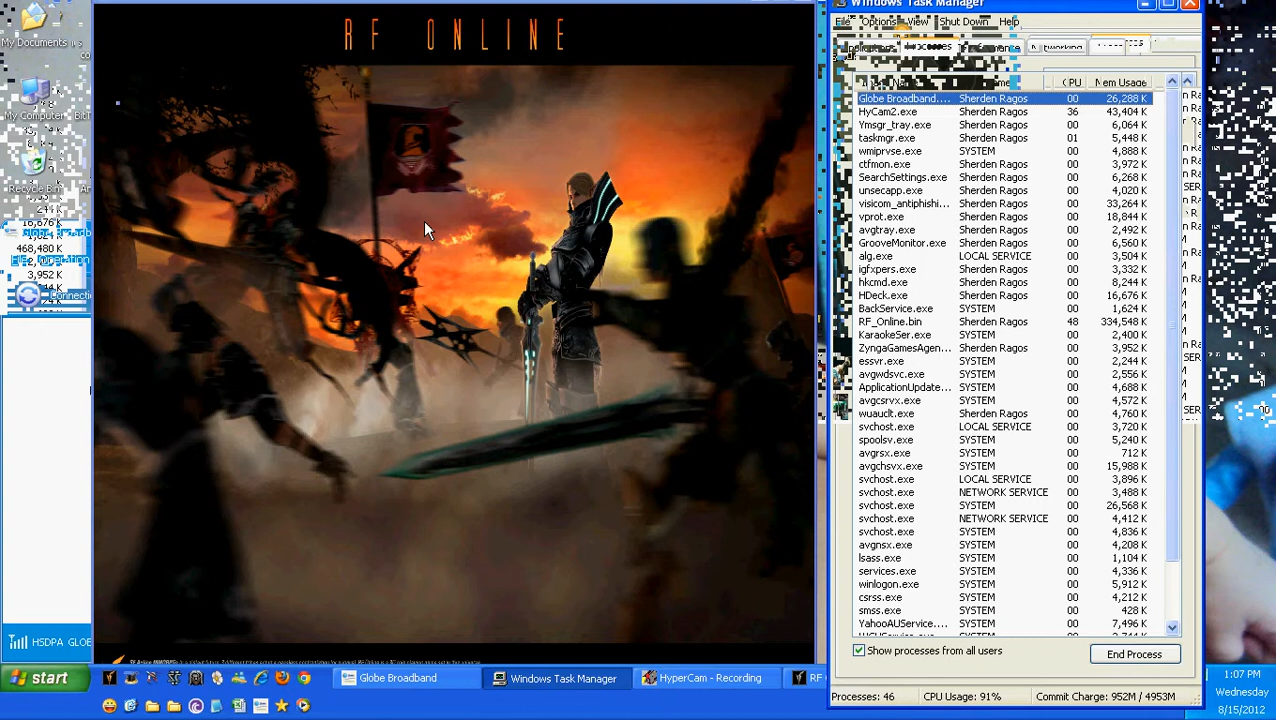 RF ONLINE
My Documents
My Computer
Recycle Bin
468,480 K
3,952 K
HSDPA GLOE
Windows Task Manager
File Options View Shut Down Help
Processes
Networking
CPU Mem Usage
Globe Broadband.... Sherden Ragos 00 26,288 K
HyCam2.exe Sherden Ragos 36 43,404 K
Ymsgr_tray.exe Sherden Ragos 00 6,064 K
taskmgr.exe Sherden Ragos 01 5,448 K
wmiprvse.exe SYSTEM 00 4,888 K
ctfmon.exe Sherden Ragos 00 3,972 K
SearchSettings.exe Sherden Ragos 00 6,268 K
unsecapp.exe Sherden Ragos 00 4,020 K
visicom_antiphishi... Sherden Ragos 00 33,264 K
vprot.exe Sherden Ragos 00 18,844 K
avgtray.exe Sherden Ragos 00 2,492 K
GrooveMonitor.exe Sherden Ragos 00 6,560 K
alg.exe LOCAL SERVICE 00 3,504 K
igfxpers.exe Sherden Ragos 00 3,332 K
hkcmd.exe Sherden Ragos 00 8,244 K
HDeck.exe Sherden Ragos 00 16,676 K
BackService.exe SYSTEM 00 1,624 K
RF_Online.bin Sherden Ragos 48 334,548 K
KaraokeSer.exe SYSTEM 00 2,400 K
ZyngaGamesAgen... Sherden Ragos 00 3,952 K
essvr.exe SYSTEM 00 2,244 K
avgwdsvc.exe SYSTEM 00 2,556 K
ApplicationUpdate... SYSTEM 00 4,688 K
avgcsrvx.exe SYSTEM 00 4,572 K
wuauclt.exe Sherden Ragos 00 4,760 K
svchost.exe LOCAL SERVICE 00 3,720 K
spoolsv.exe SYSTEM 00 5,240 K
avgrsx.exe SYSTEM 00 712 K
avgchsvx.exe SYSTEM 00 15,988 K
svchost.exe LOCAL SERVICE 00 3,896 K
svchost.exe NETWORK SERVICE 00 3,488 K
svchost.exe SYSTEM 00 26,568 K
svchost.exe NETWORK SERVICE 00 4,412 K
svchost.exe SYSTEM 00 4,836 K
avgnsx.exe SYSTEM 00 4,208 K
lsass.exe SYSTEM 00 1,104 K
services.exe SYSTEM 00 4,336 K
winlogon.exe SYSTEM 00 5,912 K
csrss.exe SYSTEM 00 4,212 K
smss.exe SYSTEM 00 428 K
YahooAUService.... SYSTEM 00 7,496 K
Show processes from all users
End Process
Processes: 46 CPU Usage: 91% Commit Charge: 952M / 4953M
start Globe Broadband Windows Task Manager HyperCam - Recording RF
1:07 PM
Wednesday
8/15/2012